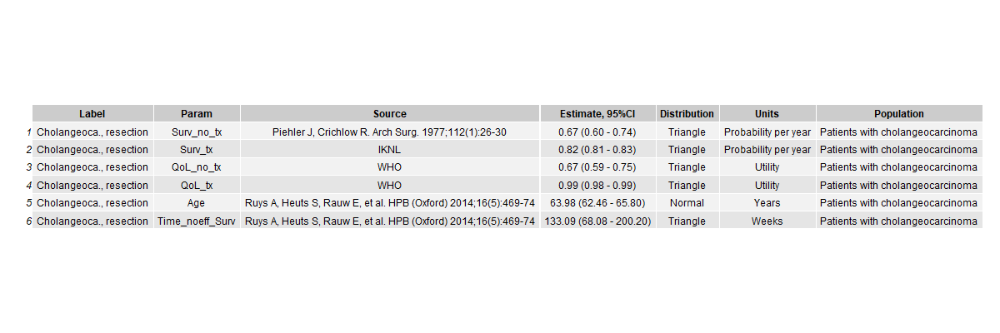 Label Param Source Estimate, 95%CI Distribution Units Population
1 Cholangeoca., resection Surv_no_tx Piehler J, Crichlow R. Arch Surg. 1977;112(1):26-30 0.67 (0.60 - 0.74) Triangle Probability per year Patients with cholangeocarcinoma
2 Cholangeoca., resection Surv_tx IKNL 0.82 (0.81 - 0.83) Triangle Probability per year Patients with cholangeocarcinoma
3 Cholangeoca., resection QoL_no_tx WHO 0.67 (0.59 - 0.75) Triangle Utility Patients with cholangeocarcinoma
4 Cholangeoca., resection QoL_tx WHO 0.99 (0.98 - 0.99) Triangle Utility Patients with cholangeocarcinoma
5 Cholangeoca., resection Age Ruys A, Heuts S, Rauw E, et al. HPB (Oxford) 2014;16(5):469-74 63.98 (62.46 - 65.80) Normal Years Patients with cholangeocarcinoma
6 Cholangeoca., resection Time_noeff_Surv Ruys A, Heuts S, Rauw E, et al. HPB (Oxford) 2014;16(5):469-74 133.09 (68.08 - 200.20) Triangle Weeks Patients with cholangeocarcinoma